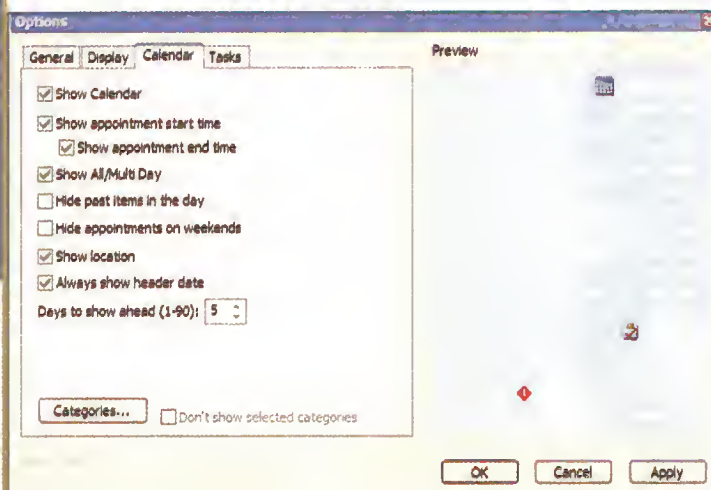 Options
General Display Calendar Tasks
Preview
Show Calendar
Show appointment start time
Show appointment end time
Show All/Multi Day
Hide past items in the day
Hide appointments on weekends
Show location
Always show header date
Days to show ahead (1-90): 5
Categories... Don't show selected categories
OK Cancel Apply